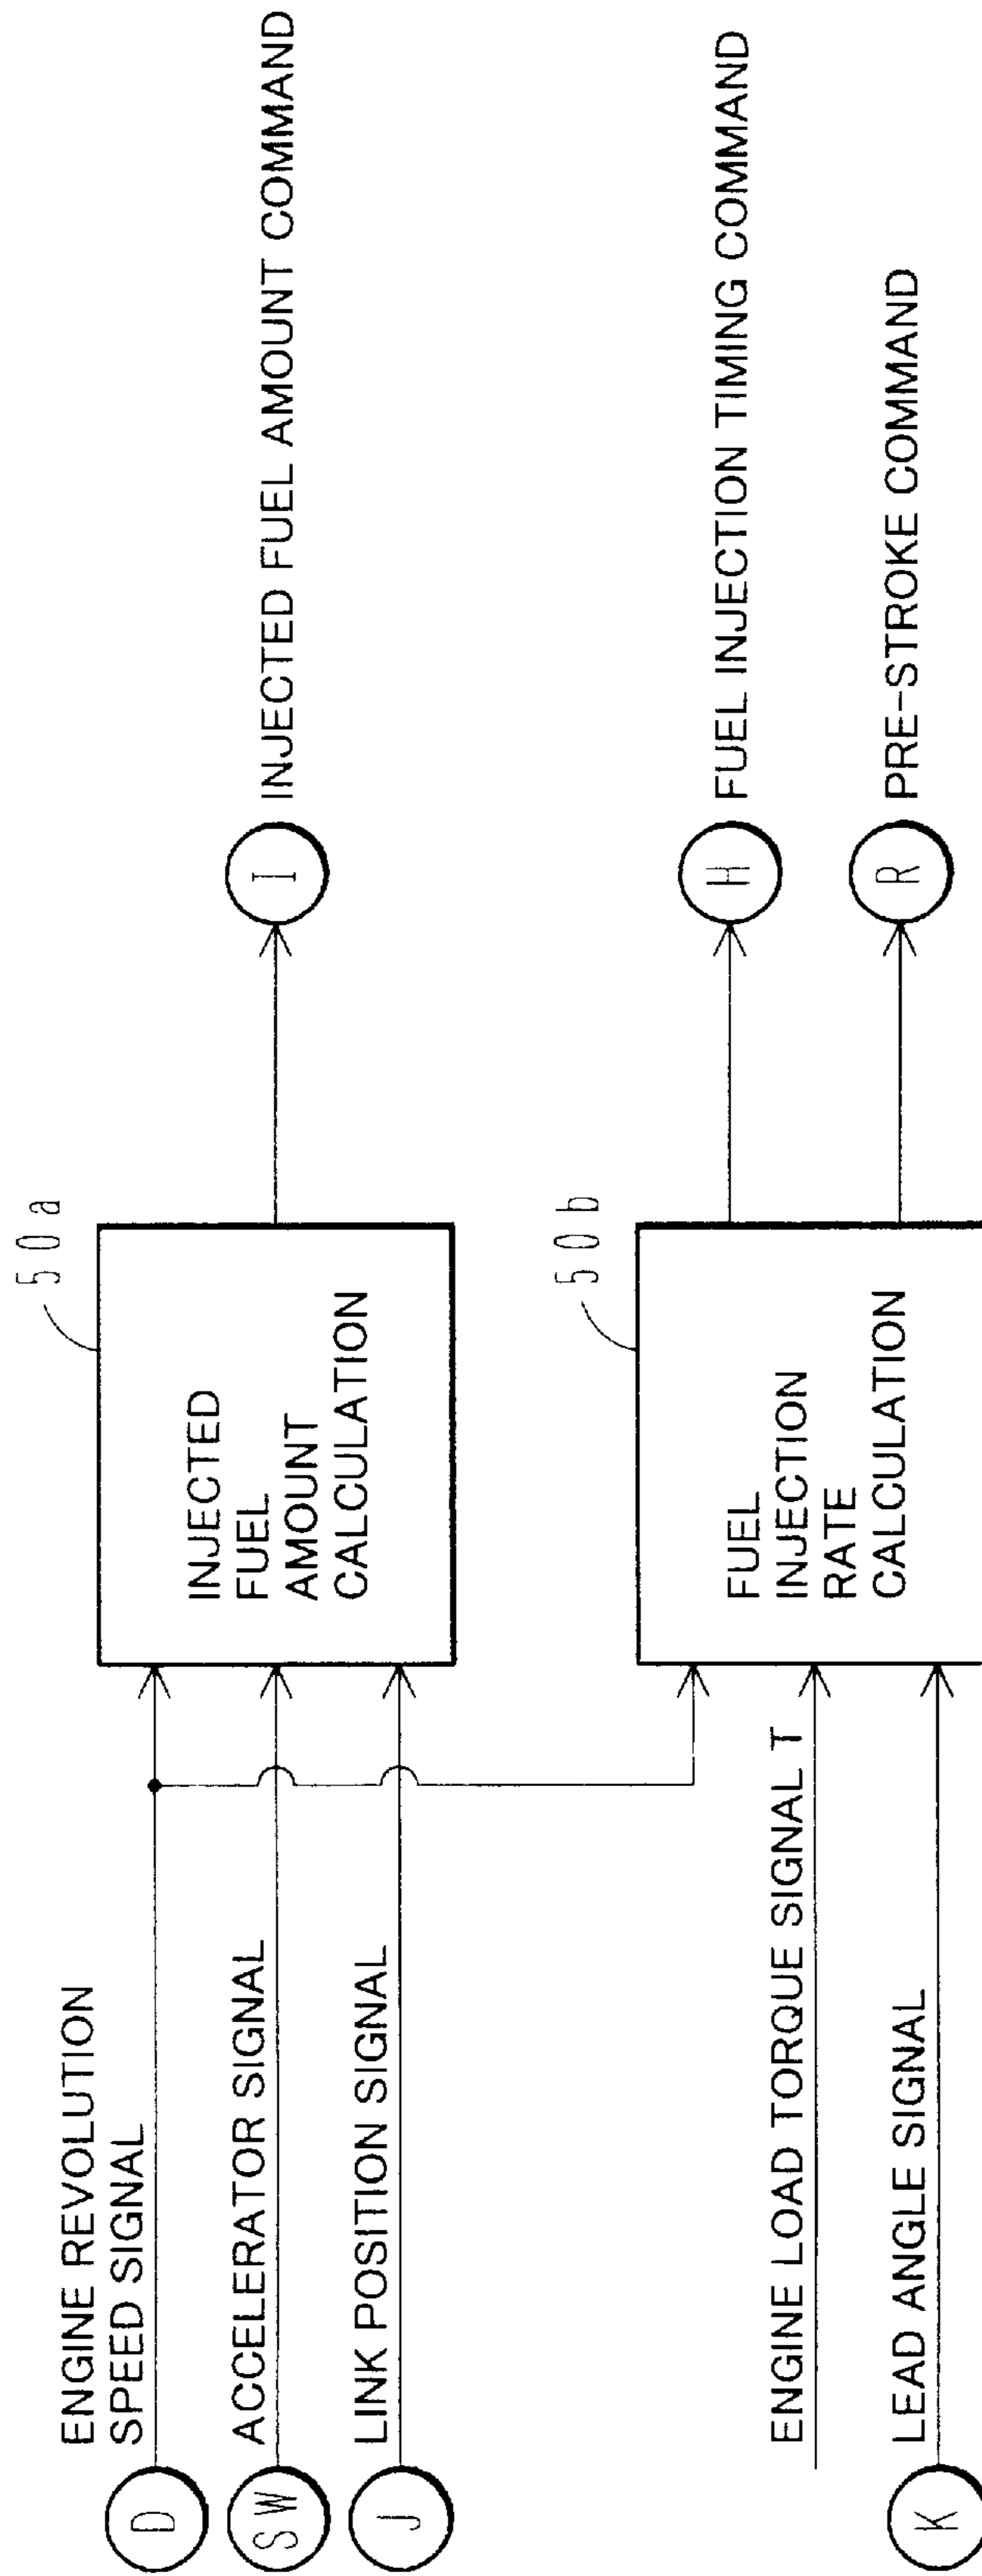 D
ENGINE REVOLUTION
SPEED SIGNAL
SW
ACCELERATOR SIGNAL
J
LINK POSITION SIGNAL
50a
INJECTED
FUEL
AMOUNT
CALCULATION
I
INJECTED FUEL AMOUNT COMMAND
ENGINE LOAD TORQUE SIGNAL T
K
LEAD ANGLE SIGNAL
50b
FUEL
INJECTION
RATE
CALCULATION
H
FUEL INJECTION TIMING COMMAND
R
PRE-STROKE COMMAND